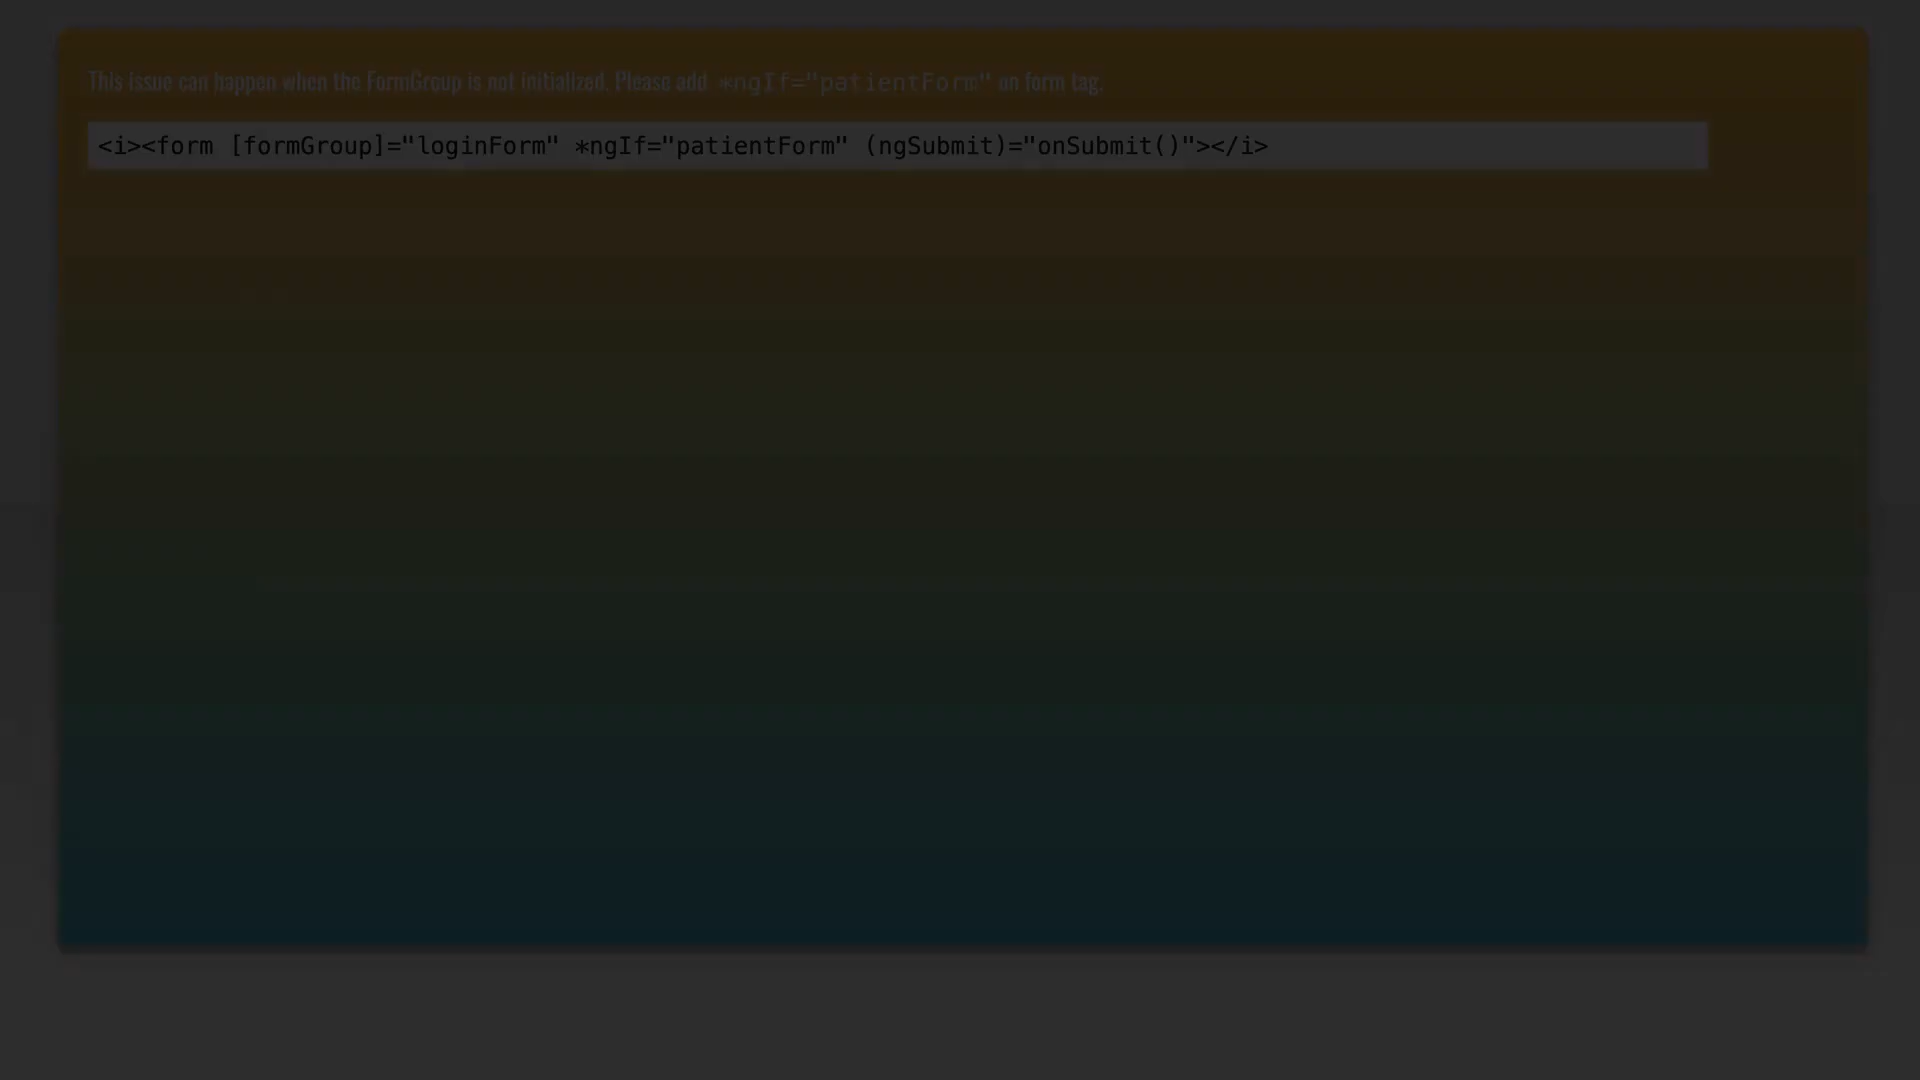 This issue can happen when the FormGroup is not initialized. Please add *ngIf="patientForm" on form tag.
<i><form [formGroup]="loginForm" *ngIf="patientForm" (ngSubmit)="onSubmit()"></i>